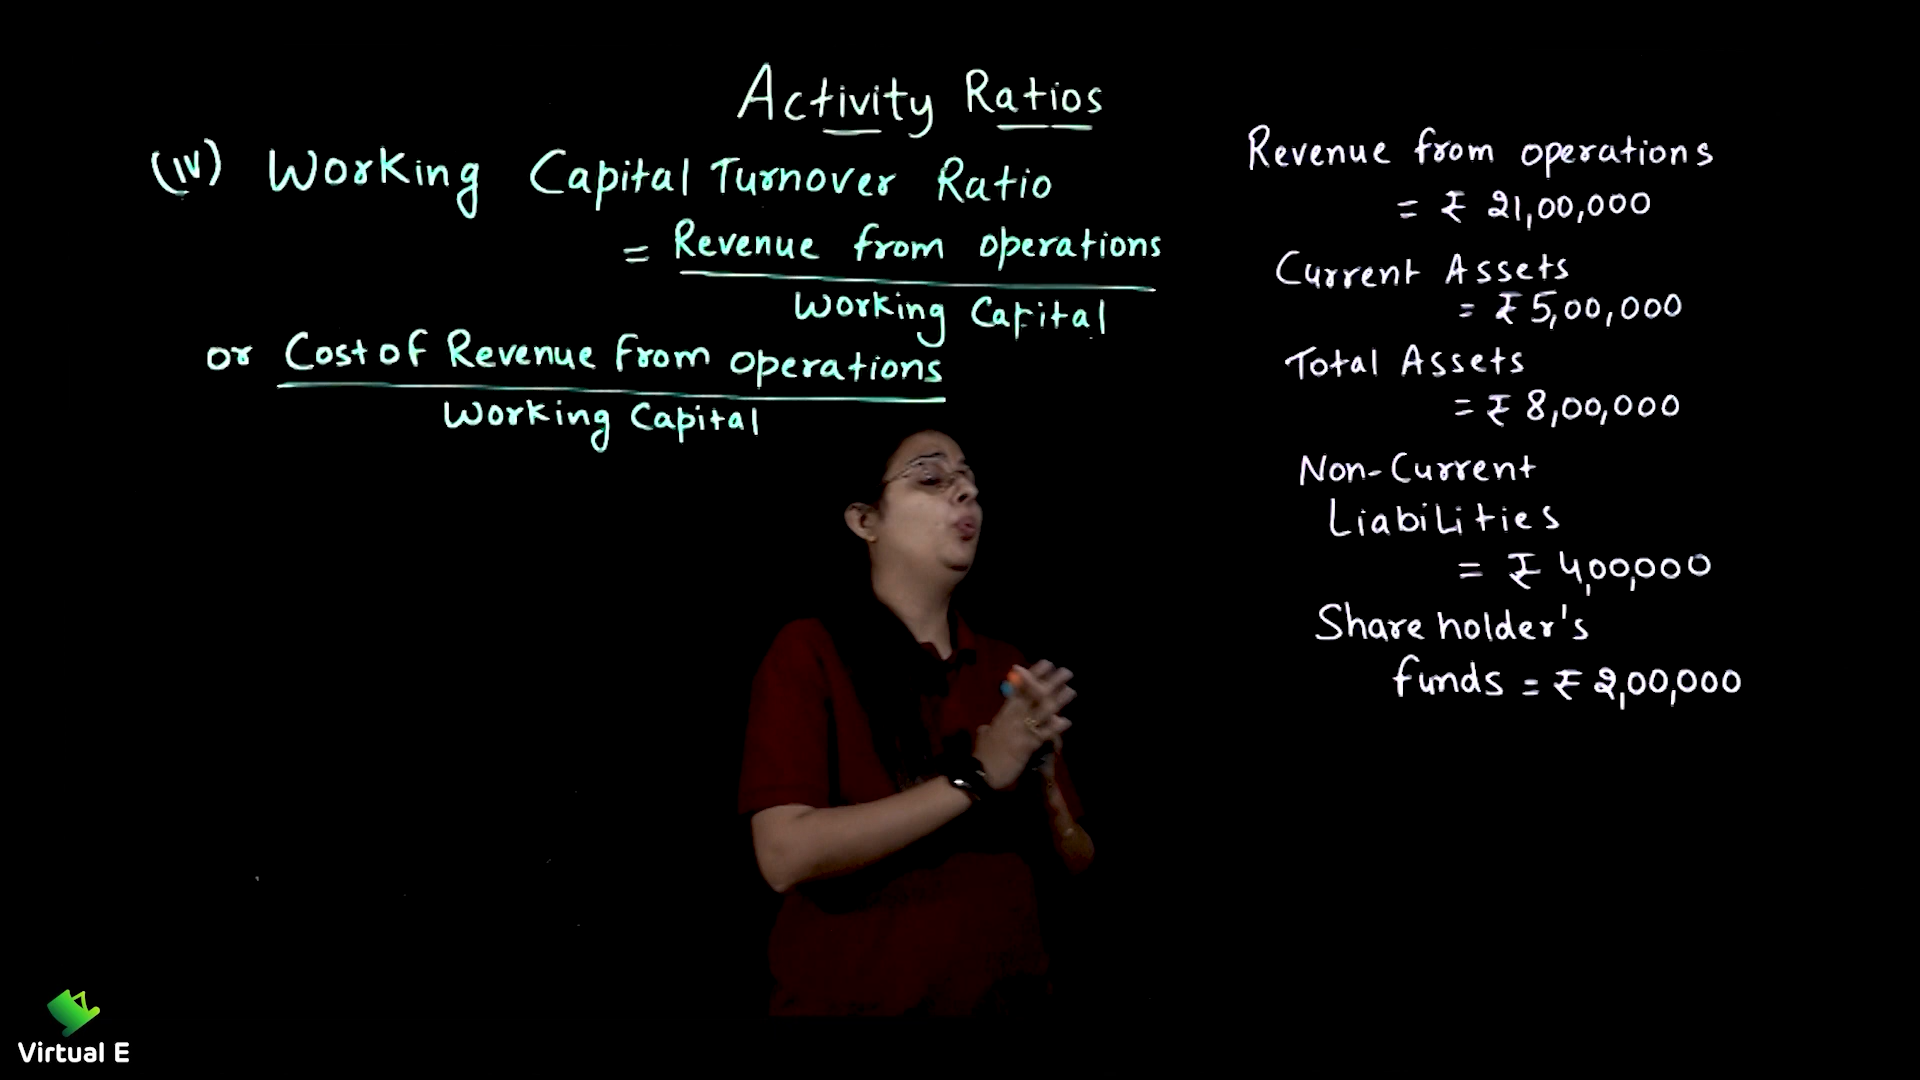 Activity Ratios
(iv) Working Capital Turnover Ratio
= Revenue from operations
Working Capital
or Cost of Revenue from operations
Working Capital
Revenue from operations
= ₹ 21,00,000
Current Assets
= ₹ 5,00,000
Total Assets
= ₹ 8,00,000
Non-Current
Liabilities
= ₹ 4,00,000
Shareholder's
funds = ₹ 2,00,000
Virtual E